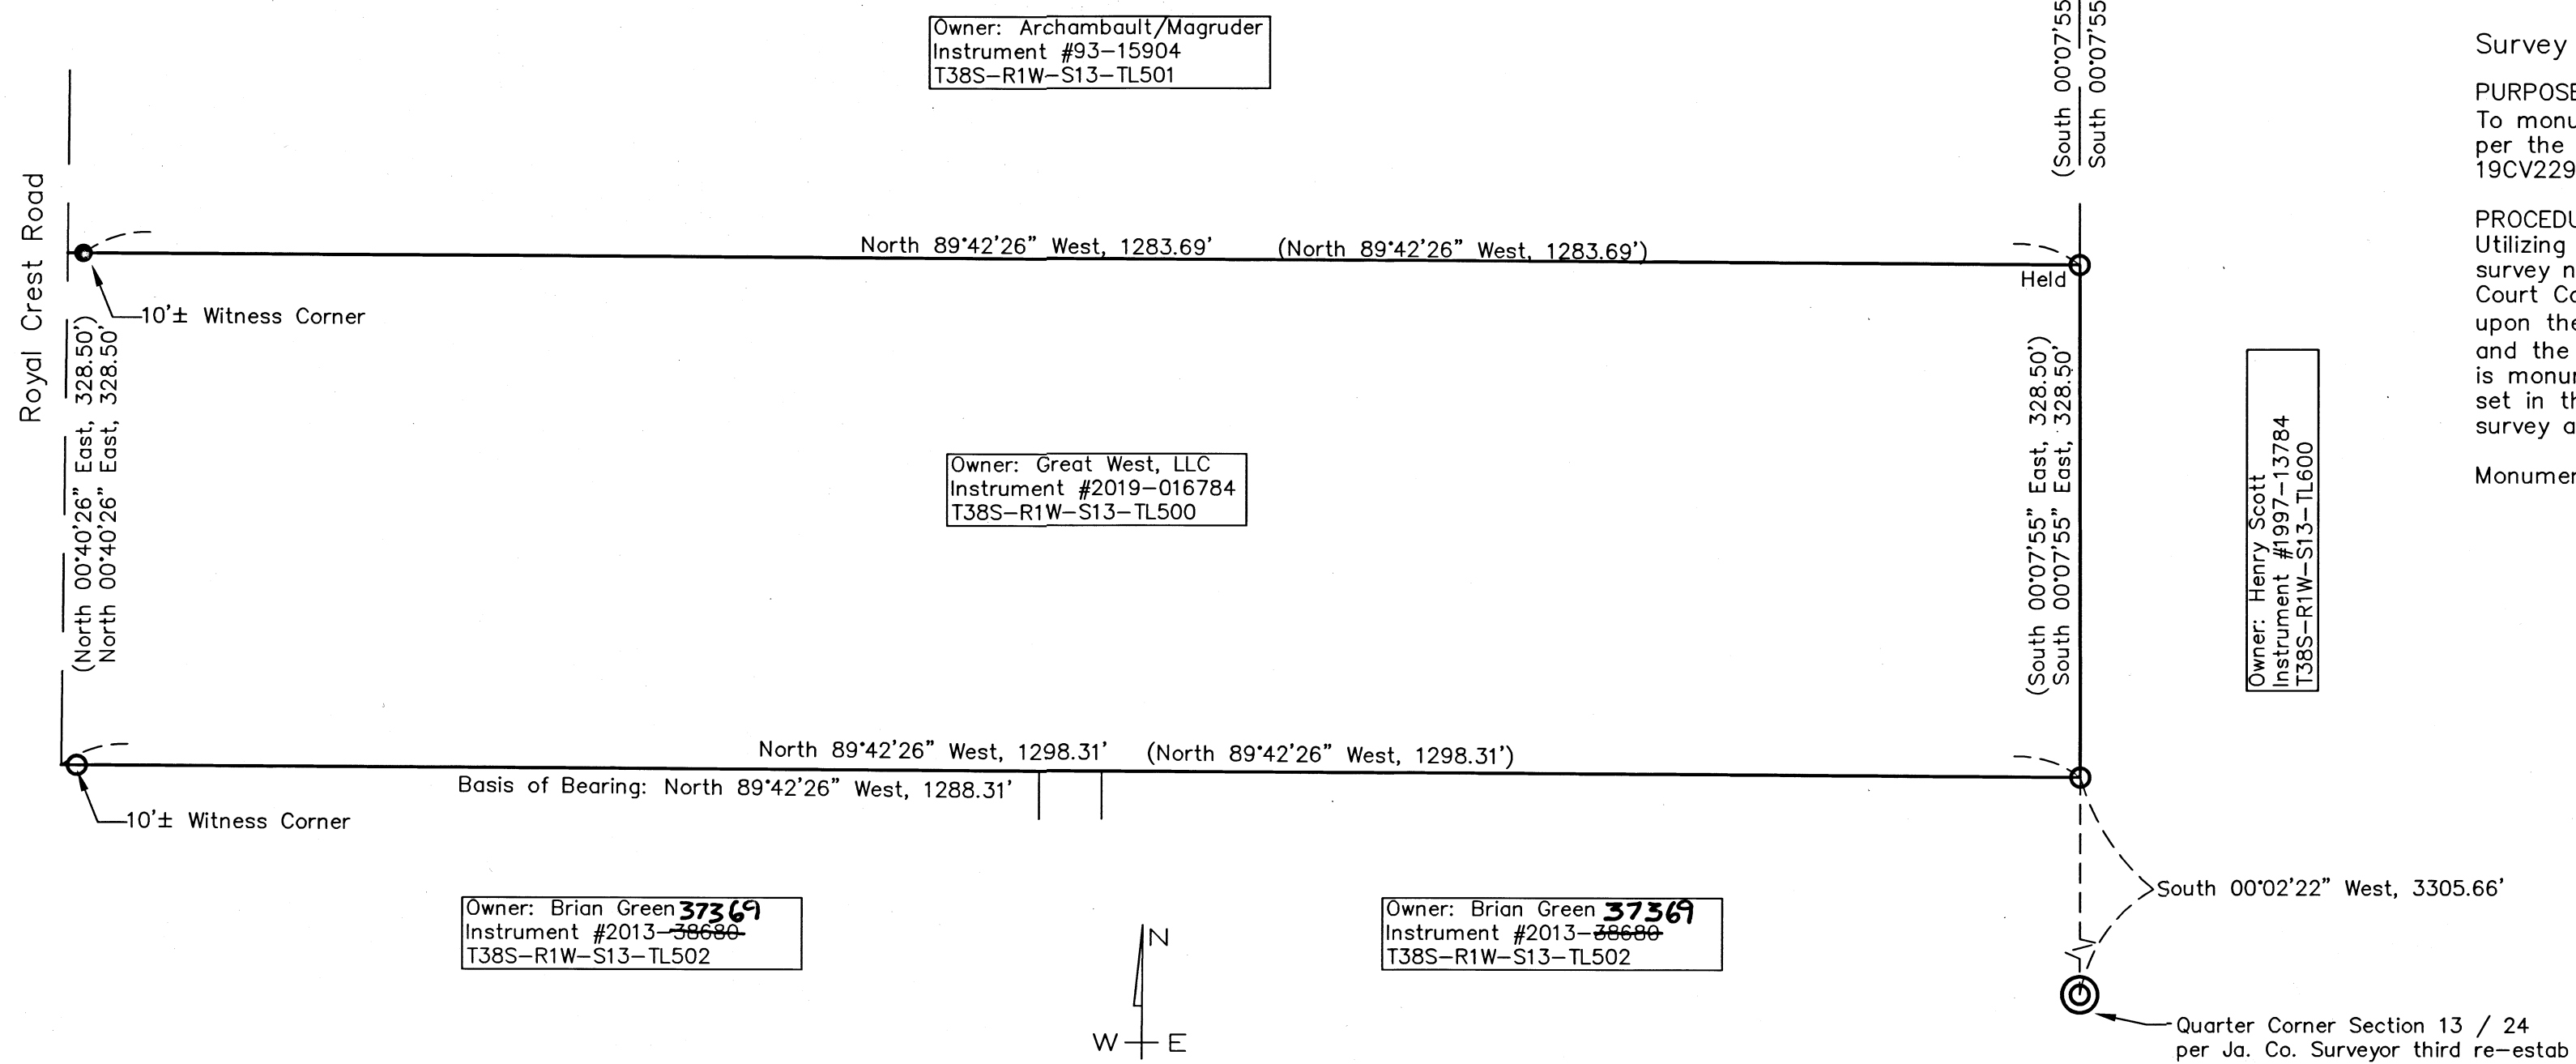 Owner: Archambault/Magruder
Instrument #93-15904
T38S-R1W-S13-TL501
(South 00°07'55
South 00°07'55
Survey
PURPOSE
To monu
per the
19CV229
PROCEDU
Utilizing
survey n
Court Co
upon the
and the
is monu
set in th
survey a
Monumen
Royal Crest Road
North 89°42'26" West, 1283.69' (North 89°42'26" West, 1283.69')
Held
10'± Witness Corner
(North 00°40'26" East, 328.50')
North 00°40'26" East, 328.50'
Owner: Great West, LLC
Instrument #2019-016784
T38S-R1W-S13-TL500
(South 00°07'55" East, 328.50')
South 00°07'55" East, 328.50'
Owner: Henry Scott
Instrument #1997-13784
T38S-R1W-S13-TL600
North 89°42'26" West, 1298.31' (North 89°42'26" West, 1298.31')
Basis of Bearing: North 89°42'26" West, 1288.31'
10'± Witness Corner
South 00°02'22" West, 3305.66'
Owner: Brian Green 37369
Instrument #2013-38680
T38S-R1W-S13-TL502
Owner: Brian Green 37369
Instrument #2013-38680
T38S-R1W-S13-TL502
N
W E
Quarter Corner Section 13 / 24
per Ja. Co. Surveyor third re-estab